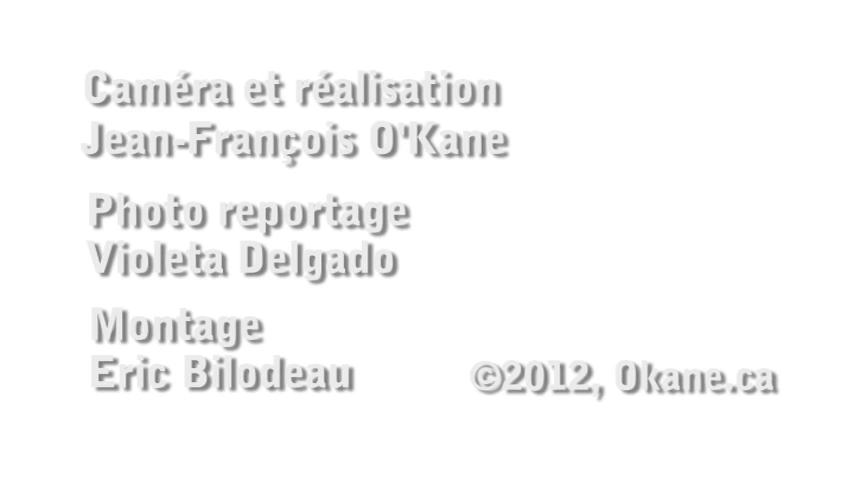 Caméra et réalisation
Jean-François O'Kane
Photo reportage
Violeta Delgado
Montage
Eric Bilodeau
©2012, Okane.ca